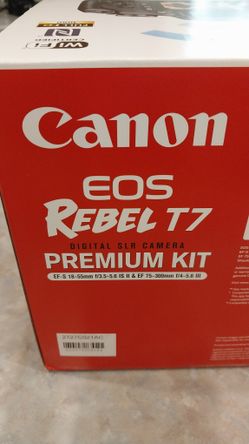 Wi Fi
CERTIFIED
N
Canon
EOS
REBEL T7
DIGITAL SLR CAMERA
PREMIUM KIT
EF-S 18-55mm f/3.5-5.6 IS II & EF 75-300mm f/4-5.6 III